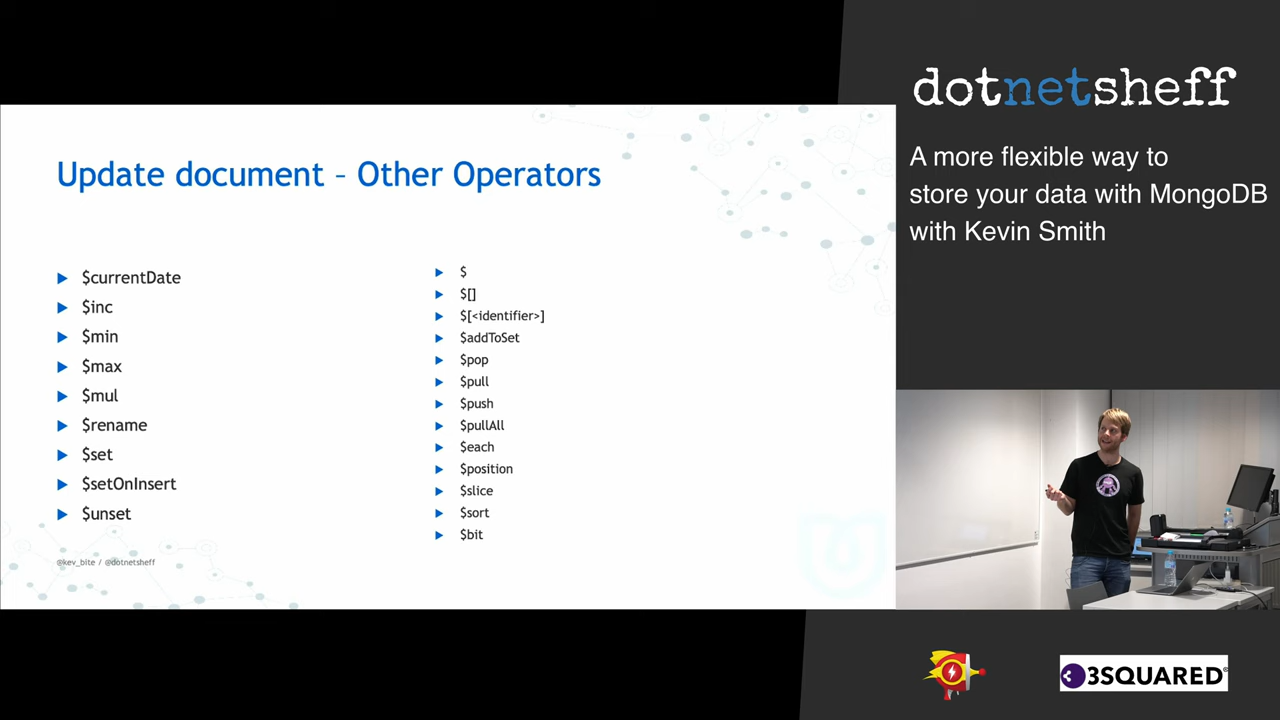 dotnetsheff
A more flexible way to
store your data with MongoDB
with Kevin Smith
Update document – Other Operators
$currentDate
$inc
$min
$max
$mul
$rename
$set
$setOnInsert
$unset
$
$[]
$[<identifier>]
$addToSet
$pop
$pull
$push
$pullAll
$each
$position
$slice
$sort
$bit
@kev_bite / @dotnetsheff
3SQUARED